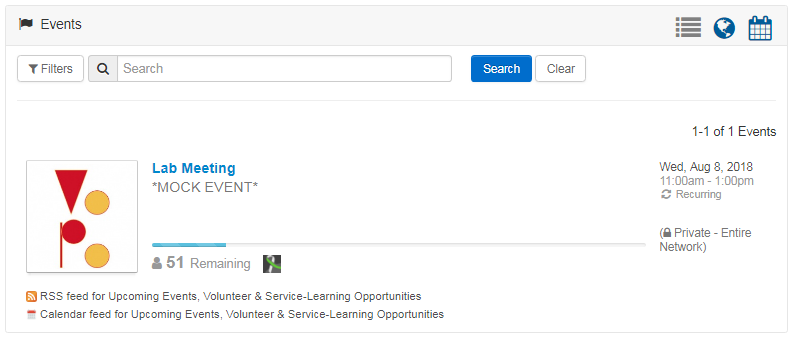 Events
Filters
Search
Search
Clear
1-1 of 1 Events
Lab Meeting
*MOCK EVENT*
Wed, Aug 8, 2018
11:00am - 1:00pm
Recurring
(Private - Entire
Network)
51 Remaining
RSS feed for Upcoming Events, Volunteer & Service-Learning Opportunities
Calendar feed for Upcoming Events, Volunteer & Service-Learning Opportunities